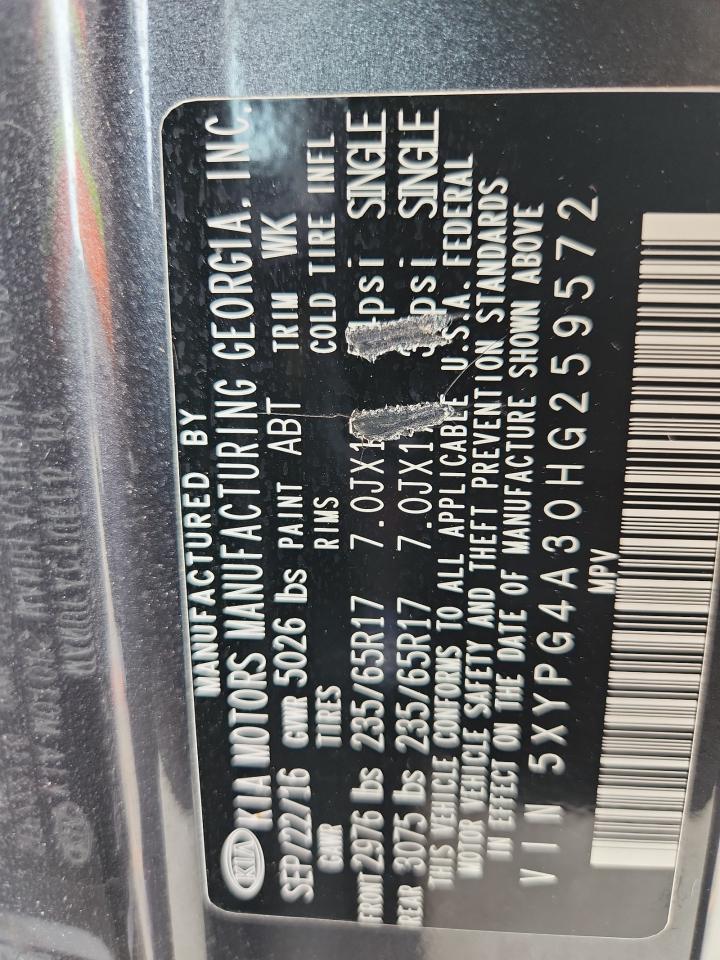 MANUFACTURED BY
KIA KIA MOTORS MANUFACTURING GEORGIA. INC.
SEP/22/16 GVWR 5026 lbs PAINT ABT TRIM WK
GAWR TIRES RIMS COLD TIRE INFL
FRONT 2976 lbs 235/65R17 7.0JX1 psi SINGLE
REAR 3075 lbs 235/65R17 7.0JX1 psi SINGLE
THIS VEHICLE CONFORMS TO ALL APPLICABLE U.S.A. FEDERAL
MOTOR VEHICLE SAFETY AND THEFT PREVENTION STANDARDS
IN EFFECT ON THE DATE OF MANUFACTURE SHOWN ABOVE
VIN 5XYPG4A30HG259572
MPV